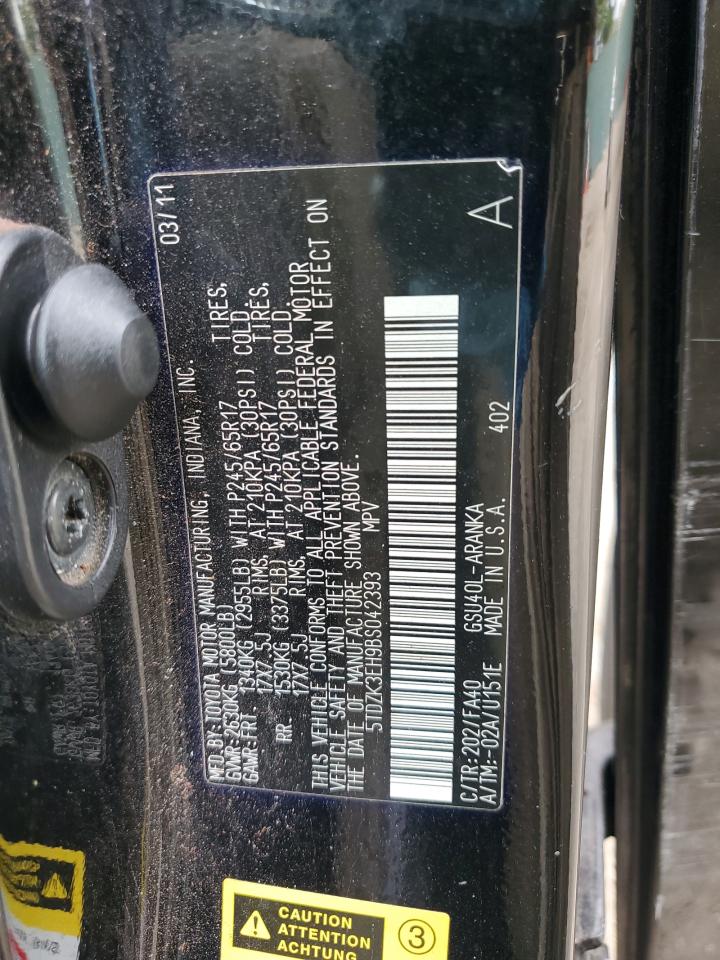 MFD BY:TOYOTA MOTOR MANUFACTURING, INDIANA, INC. 03/11
GVWR-2630KG (5800LB)
GAWR-FRT- 1340KG (2955LB) WITH P245/65R17 TIRES,
17X7.5J RIMS, AT 210KPA (30PSI) COLD.
RR. 1530KG (3375LB) WITH P245/65R17 TIRES,
17X7.5J RIMS, AT 210KPA (30PSI) COLD.
THIS VEHICLE CONFORMS TO ALL APPLICABLE FEDERAL MOTOR
VEHICLE SAFETY AND THEFT PREVENTION STANDARDS IN EFFECT ON
THE DATE OF MANUFACTURE SHOWN ABOVE.
5TDZK3EH9BS042393 MPV
A
C/TR:202/FA40 GSU40L-ARANKA
A/TM:-02A/U151E MADE IN U.S.A. 402
CAUTION
ATTENTION
ACHTUNG
3